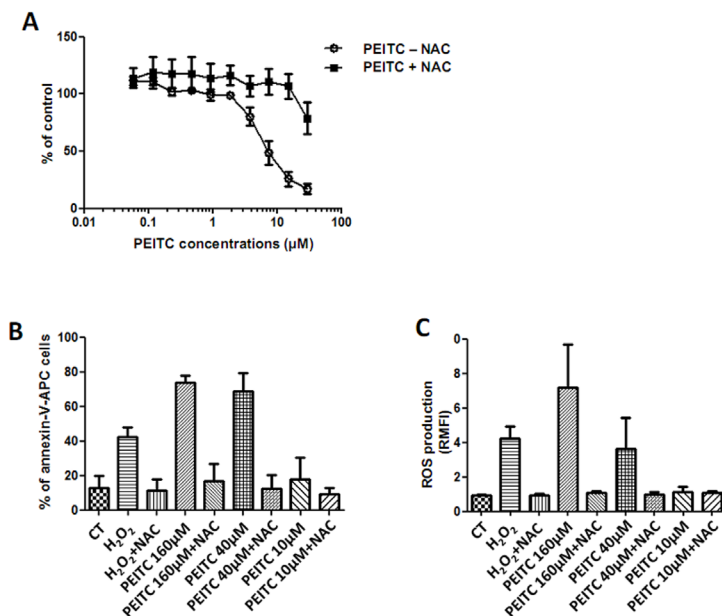 A
150
100
50
0
% of control
0.01
0.1
1
10
100
PEITC concentrations (µM)
PEITC – NAC
PEITC + NAC
B
100
80
60
40
20
0
% of annexin-V-APC cells
CT
H₂O₂
H₂O₂+NAC
PEITC 160µM
PEITC 160µM+NAC
PEITC 40µM
PEITC 40µM+NAC
PEITC 10µM
PEITC 10µM+NAC
C
0
8
6
4
2
0
ROS production
(RMFI)
CT
H₂O₂
H₂O₂+NAC
PEITC 160µM
PEITC 160µM+NAC
PEITC 40µM
PEITC 40µM+NAC
PEITC 10µM
PEITC 10µM+NAC